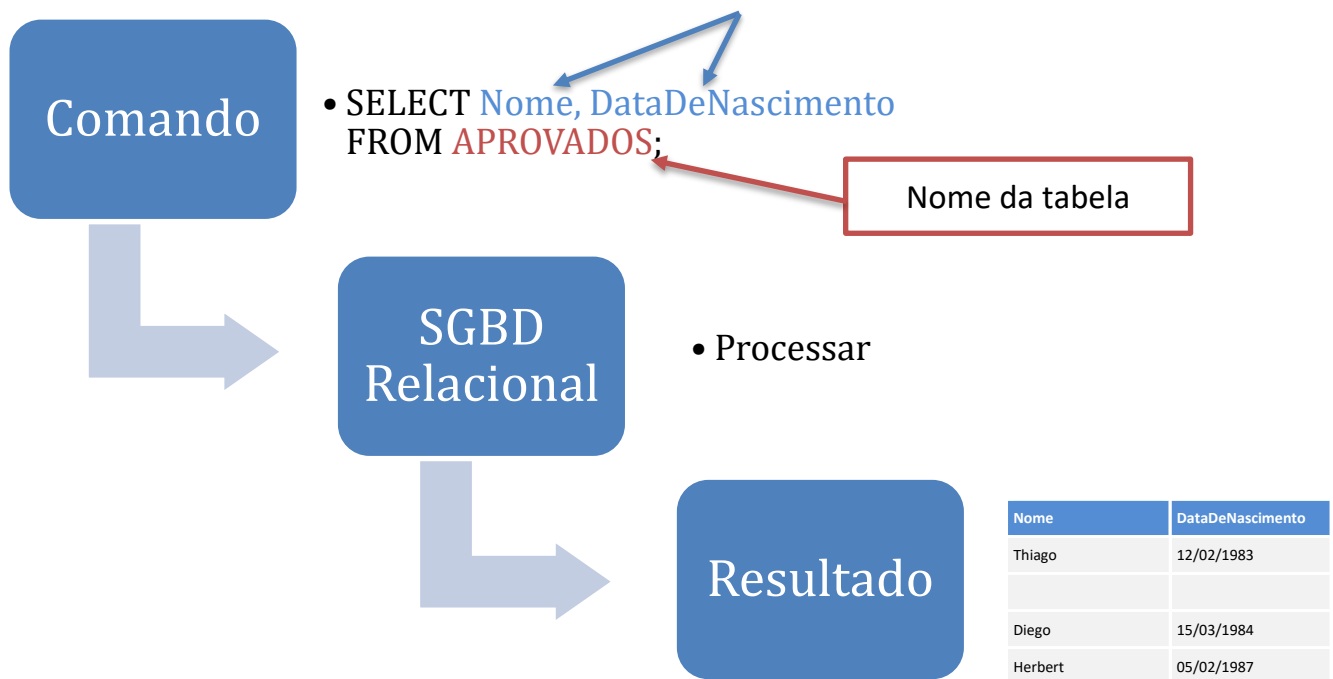 Comando
• SELECT Nome, DataDeNascimento
FROM APROVADOS;
Nome da tabela
SGBD
Relacional
• Processar
Resultado
Nome DataDeNascimento
Thiago 12/02/1983
Diego 15/03/1984
Herbert 05/02/1987